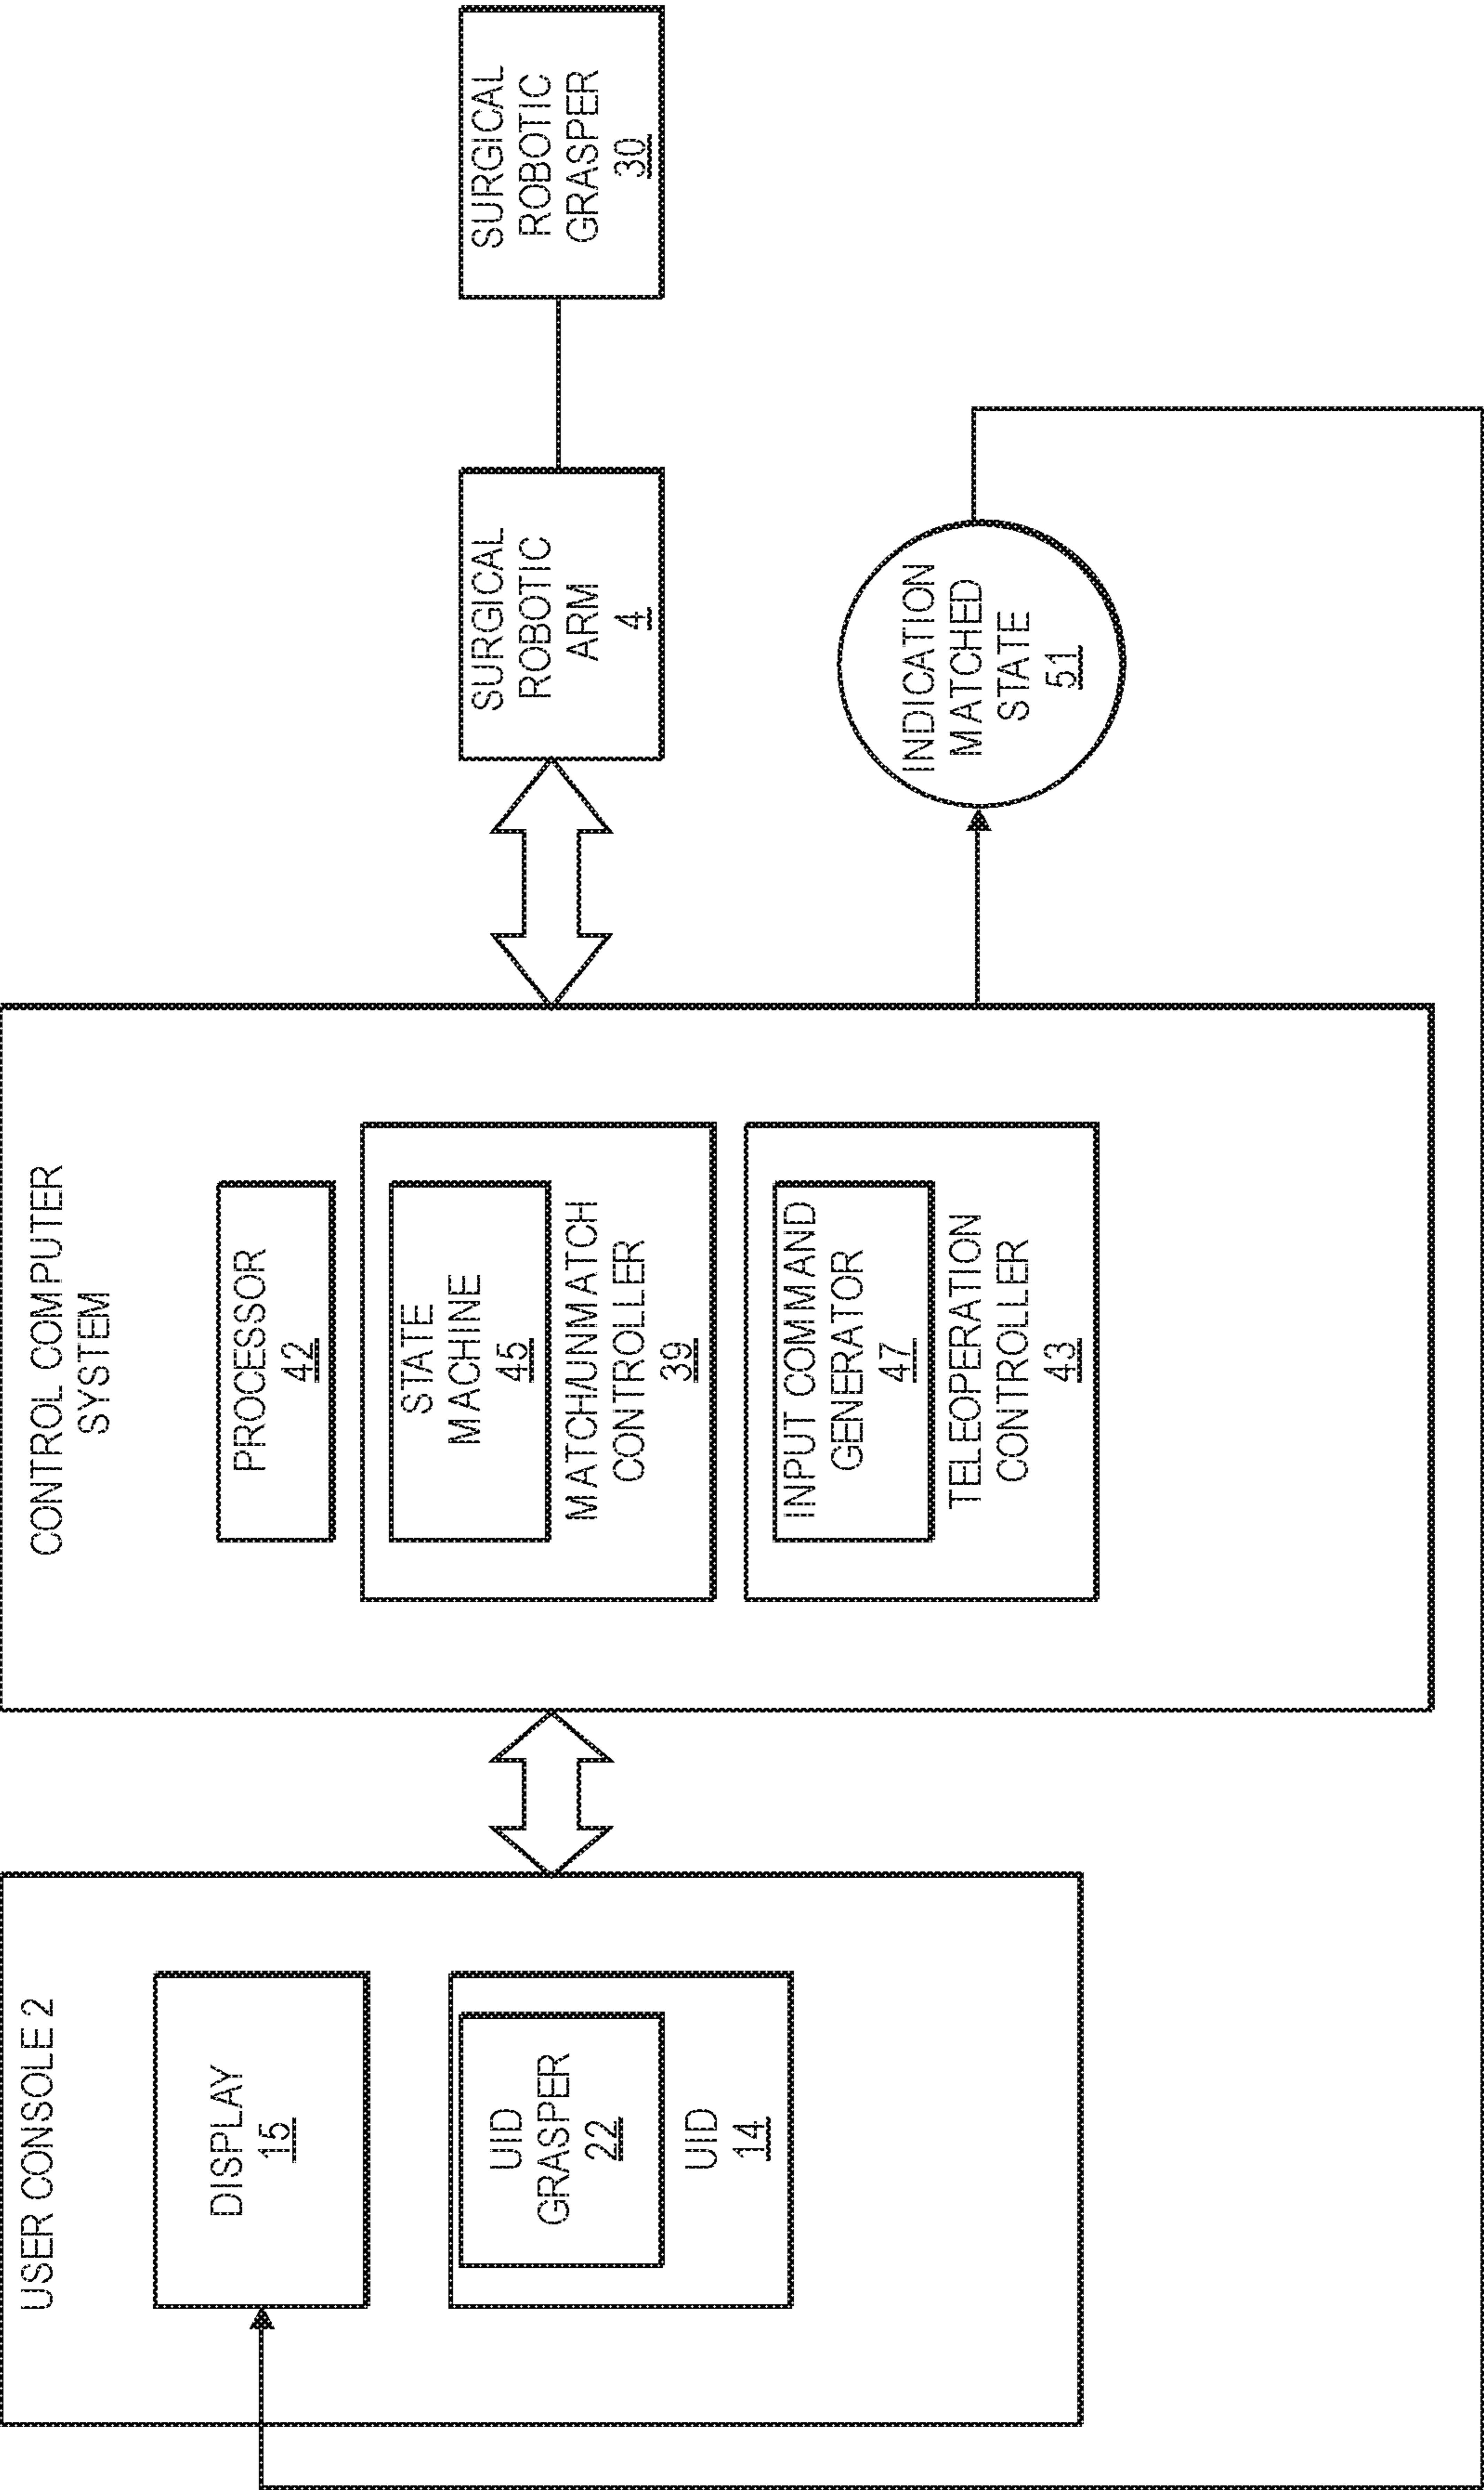 USER CONSOLE 2
DISPLAY
15
UID
GRASPER
22
UID
14
CONTROL COMPUTER
SYSTEM
PROCESSOR
42
STATE
MACHINE
45
MATCH/UNMATCH
CONTROLLER
39
INPUT COMMAND
GENERATOR
47
TELEOPERATION
CONTROLLER
43
SURGICAL
ROBOTIC
ARM
4
SURGICAL
ROBOTIC
GRASPER
30
INDICATION
MATCHED
STATE
51